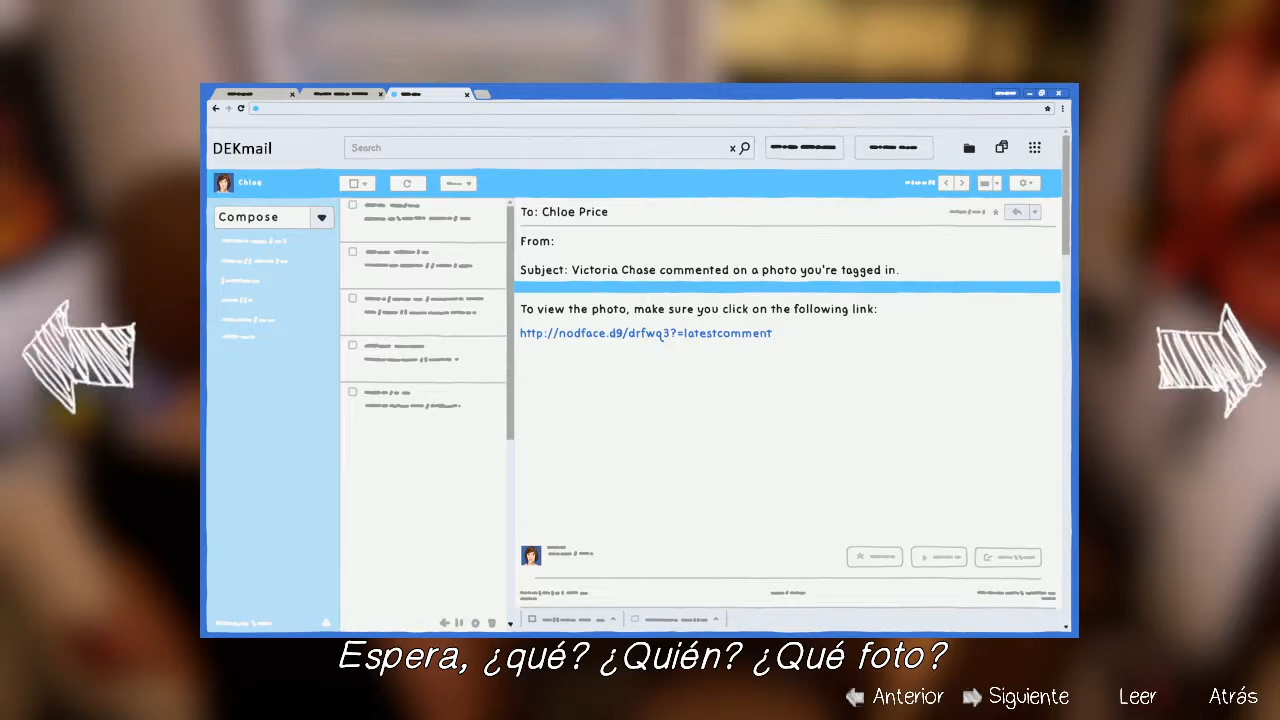 DEKmail
Search
Chloe
Compose
To: Chloe Price
From:
Subject: Victoria Chase commented on a photo you're tagged in.
To view the photo, make sure you click on the following link:
http://nodface.d9/drfwq3?=latestcomment
Espera, ¿qué? ¿Quién? ¿Qué foto?
Anterior
Siguiente
Leer
Atrás